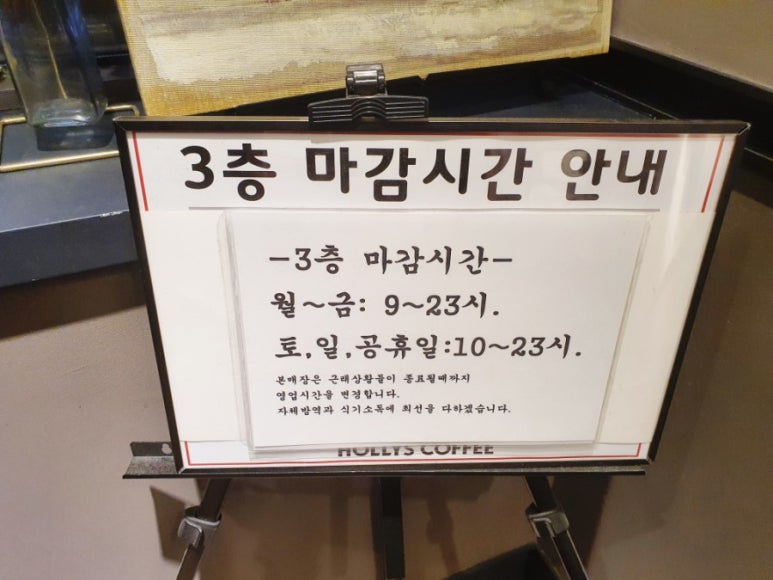 3층 마감시간 안내
-3층 마감시간-
월~금: 9~23시.
토,일,공휴일:10~23시.
본매장은 근래상황들이 종료될때까지
영업시간을 변경합니다.
자체방역과 식기소독에 최선을 다하겠습니다.
HOLLYS COFFEE